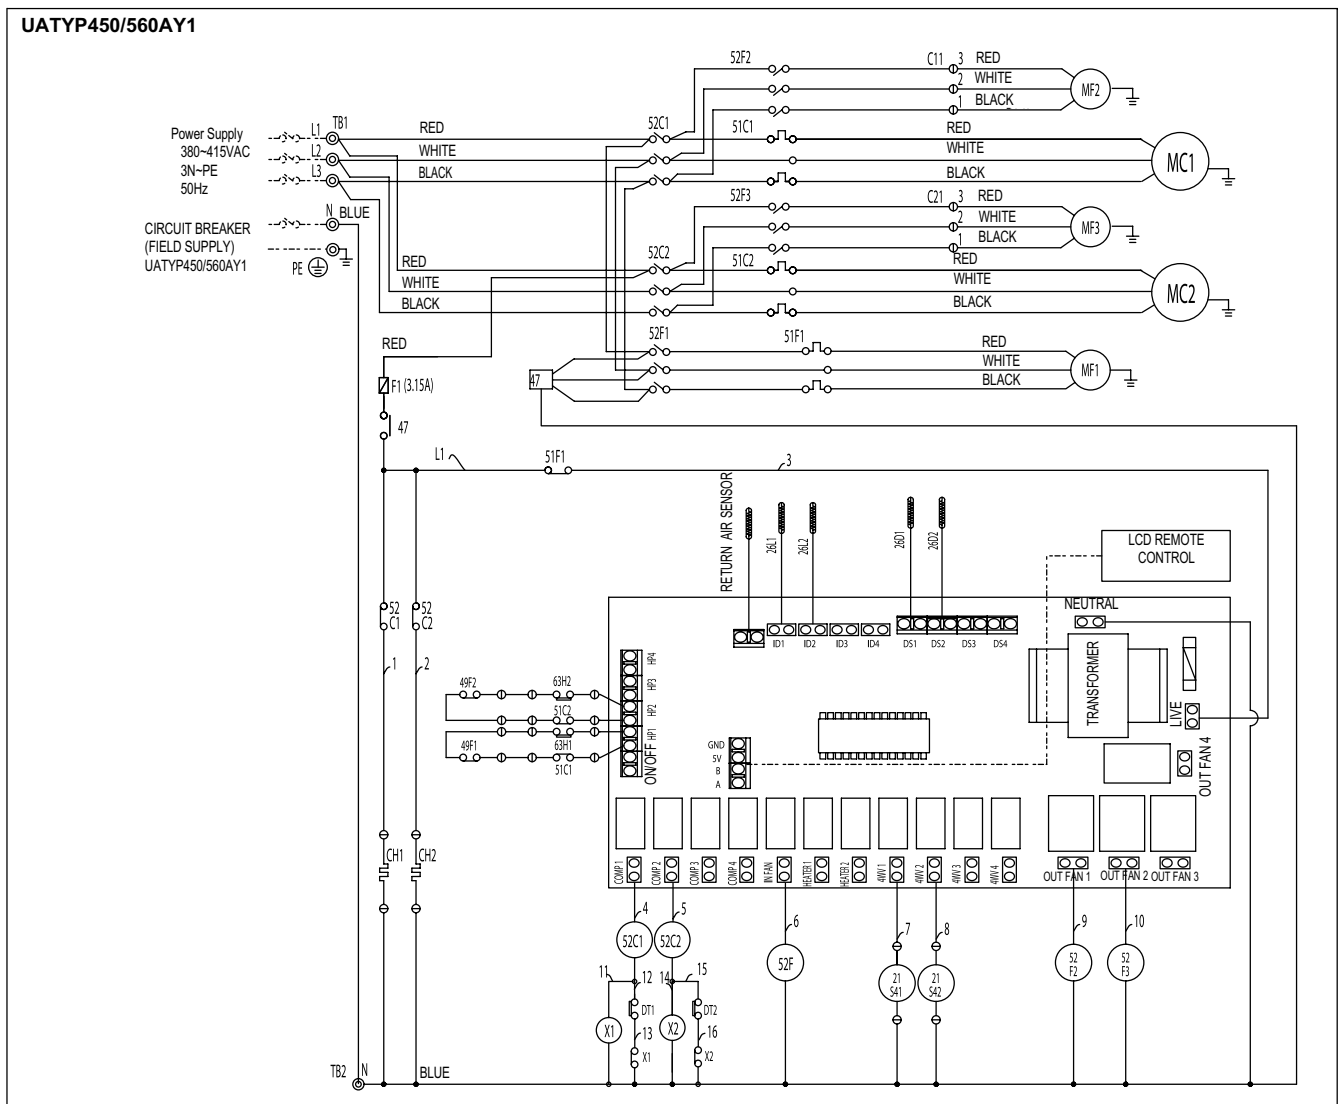 UATYP450/560AY1
52F2
C11
3
RED
2
WHITE
1
BLACK
MF2
Power Supply
380~415VAC
3N~PE
50Hz
L1
TB1
L2
L3
RED
WHITE
BLACK
52C1
51C1
RED
WHITE
BLACK
MC1
N
BLUE
CIRCUIT BREAKER
(FIELD SUPPLY)
UATYP450/560AY1
PE
52F3
C21
3
RED
2
WHITE
1
BLACK
MF3
RED
WHITE
BLACK
52C2
51C2
RED
WHITE
BLACK
MC2
RED
52F1
51F1
RED
WHITE
BLACK
MF1
47
F1 (3.15A)
47
L1
51F1
3
RETURN AIR SENSOR
26L1
26L2
26D1
26D2
LCD REMOTE
CONTROL
52
C1
52
C2
NEUTRAL
ID1
ID2
ID3
ID4
DS1
DS2
DS3
DS4
1
2
HP4
HP3
HP2
HP1
ON/OFF
49F2
63H2
51C2
49F1
63H1
51C1
TRANSFORMER
LIVE
OUT FAN 4
GND
5V
B
A
CH1
CH2
COMP 1
COMP 2
COMP 3
COMP 4
IN FAN
HEATER 1
HEATER 2
4WV 1
4WV 2
4WV 3
4WV 4
OUT FAN 1
OUT FAN 2
OUT FAN 3
4
5
6
7
8
9
10
52C1
52C2
52F
21
S41
21
S42
52
F2
52
F3
11
12
14
15
X1
DT1
13
X1
X2
DT2
16
X2
TB2
N
BLUE